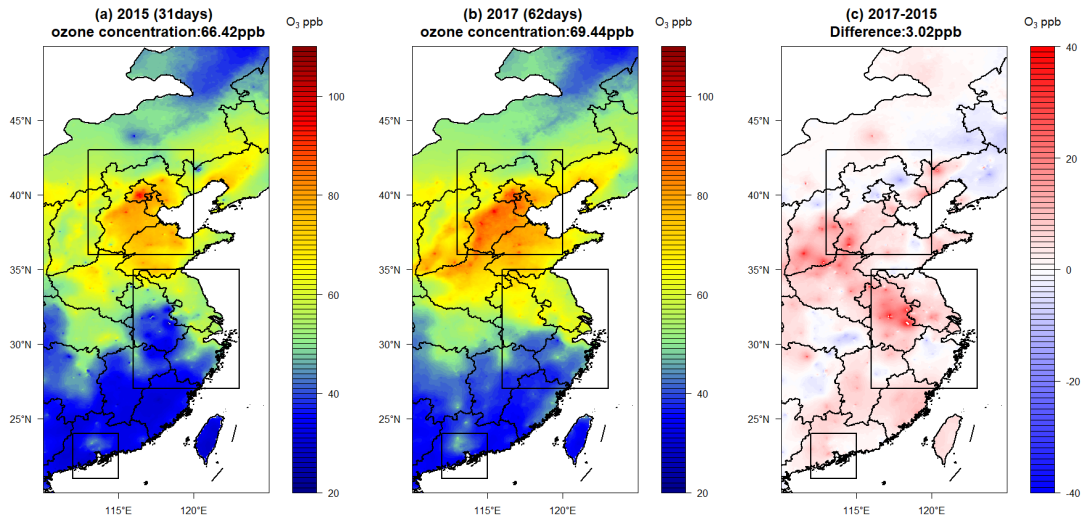 (a) 2015 (31days)
ozone concentration:66.42ppb
O₃ ppb
100
80
60
40
20
45°N
40°N
35°N
30°N
25°N
115°E
120°E
(b) 2017 (62days)
ozone concentration:69.44ppb
O₃ ppb
100
80
60
40
20
45°N
40°N
35°N
30°N
25°N
115°E
120°E
(c) 2017-2015
Difference:3.02ppb
O₃ ppb
40
20
0
-20
-40
45°N
40°N
35°N
30°N
25°N
115°E
120°E